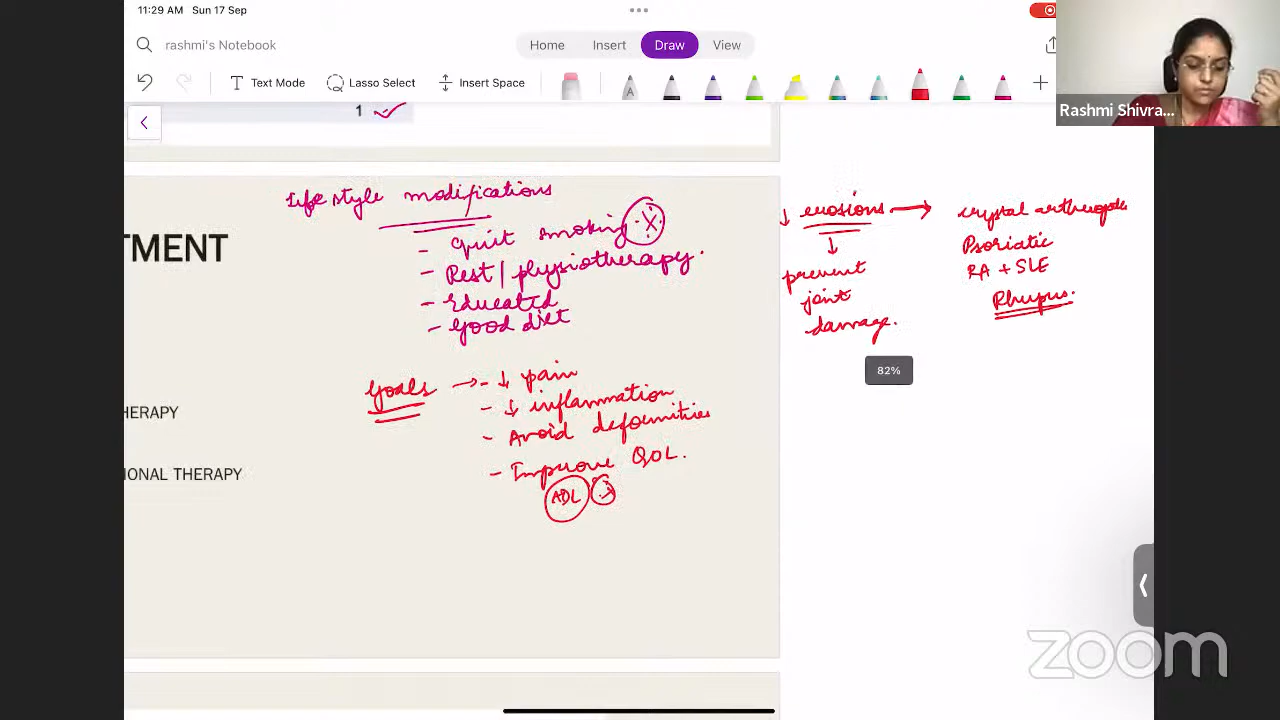 11:29 AM Sun 17 Sep
rashmi's Notebook
Home Insert Draw View
Text Mode Lasso Select Insert Space
A
Rashmi Shivra...
1
TMENT
HERAPY
IONAL THERAPY
Life style modifications
- Quit smoking X
- Rest / physiotherapy.
- Educated
- Good diet
Goals → - ↓ pain
- ↓ inflammation
- Avoid deformities
- Improve QOL.
ADL
↓ erosions →
↓
prevent
joint
damage.
crystal
Psoriatic
RA + SLE
Rhupus.
82%
zoom